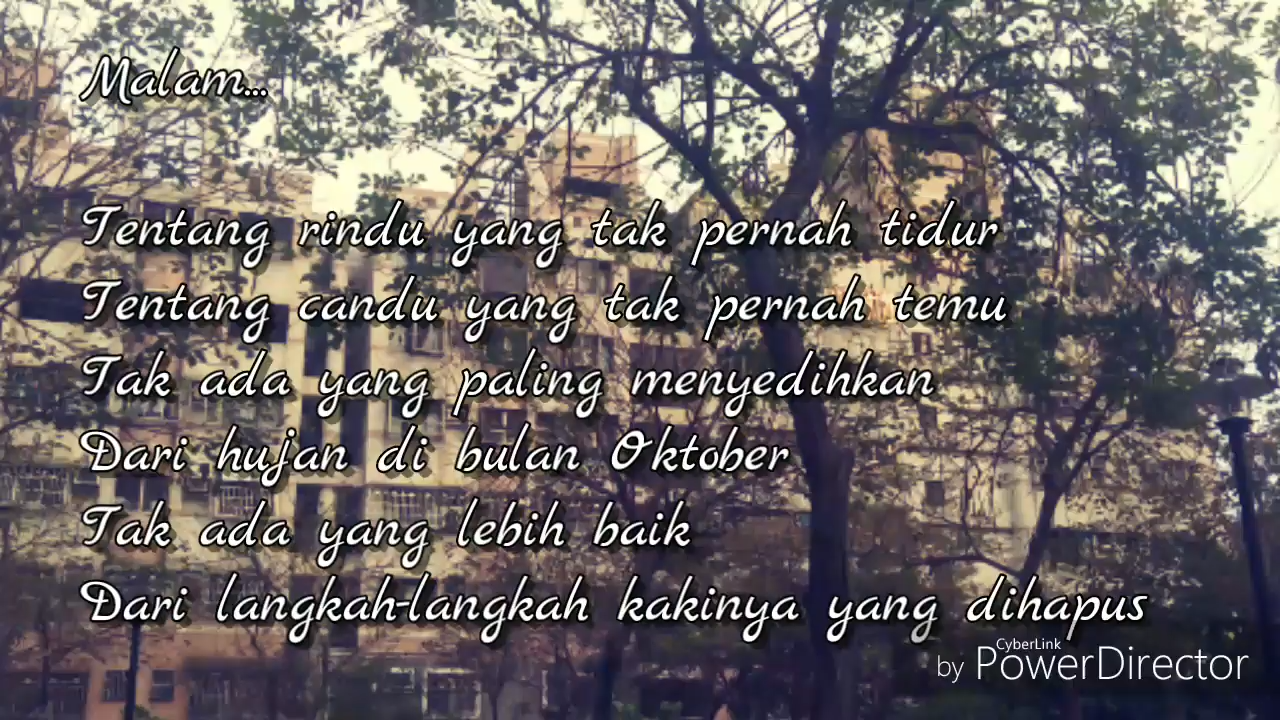 Malam...
Tentang rindu yang tak pernah tidur
Tentang candu yang tak pernah temu
Tak ada yang paling menyedihkan
Dari hujan di bulan Oktober
Tak ada yang lebih baik
Dari langkah-langkah kakinya yang dihapus
CyberLink
by PowerDirector